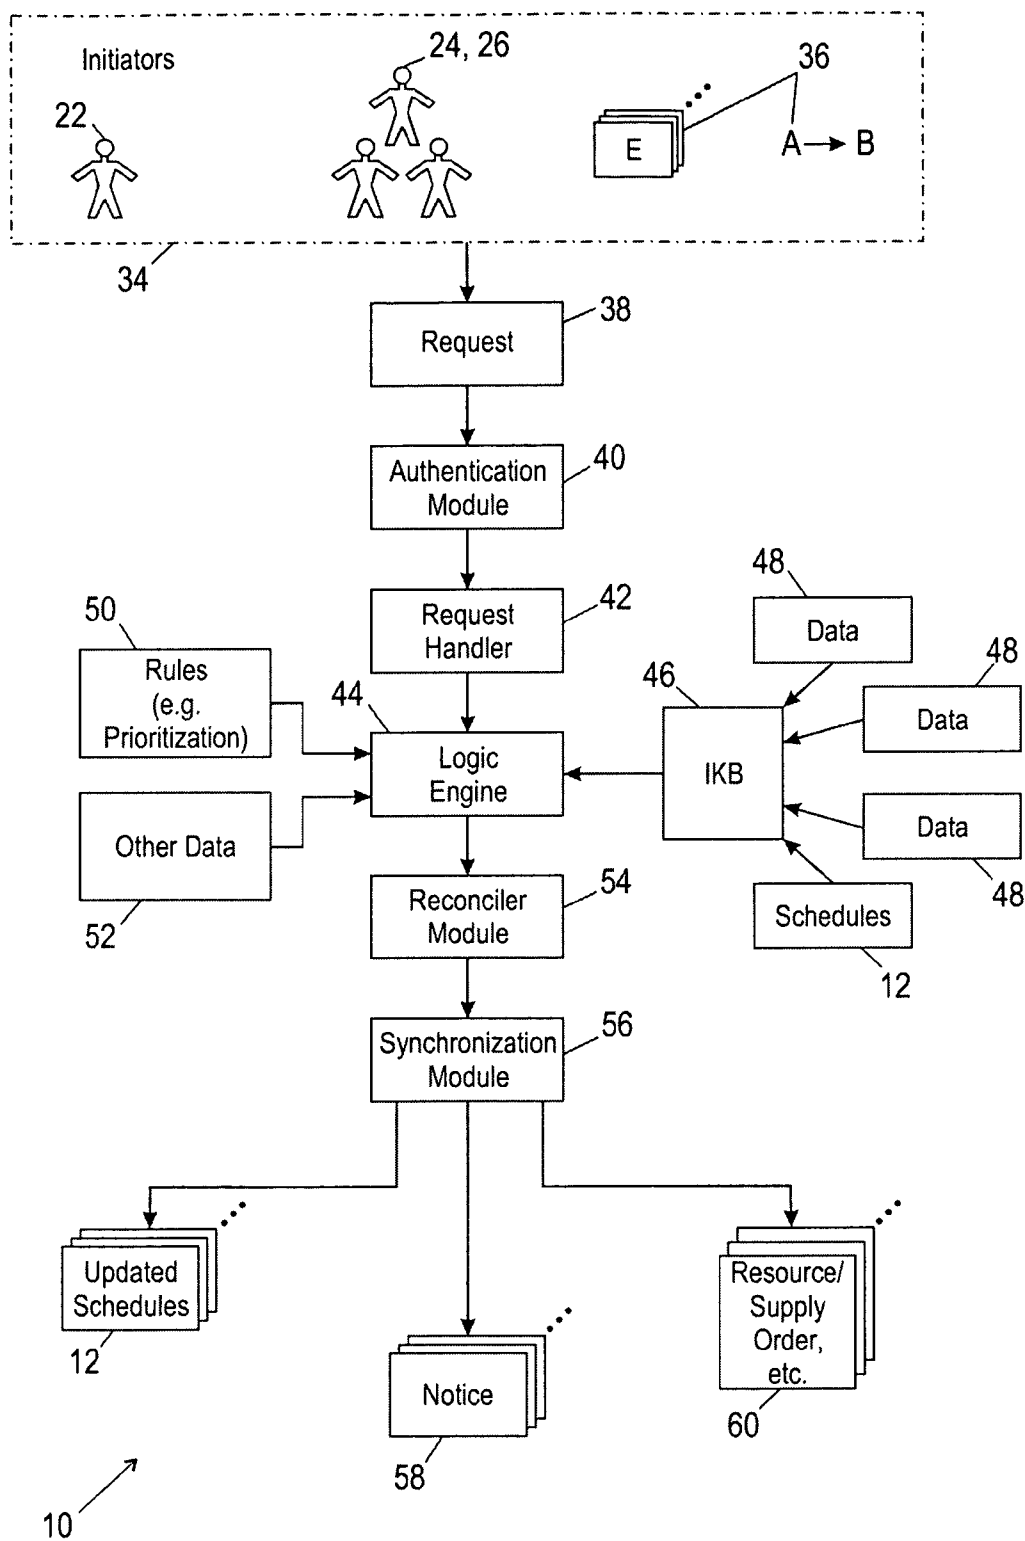 Initiators
24, 26
36
22
E
A
B
34
38
Request
40
Authentication
Module
48
42
Request
Handler
50
Data
48
Rules
(e.g.
Prioritization)
44
46
Data
Logic
Engine
IKB
Other Data
Data
48
54
Reconciler
Module
Schedules
52
12
56
Synchronization
Module
Updated
Schedules
Resource/
Supply
Order,
etc.
12
Notice
60
58
10